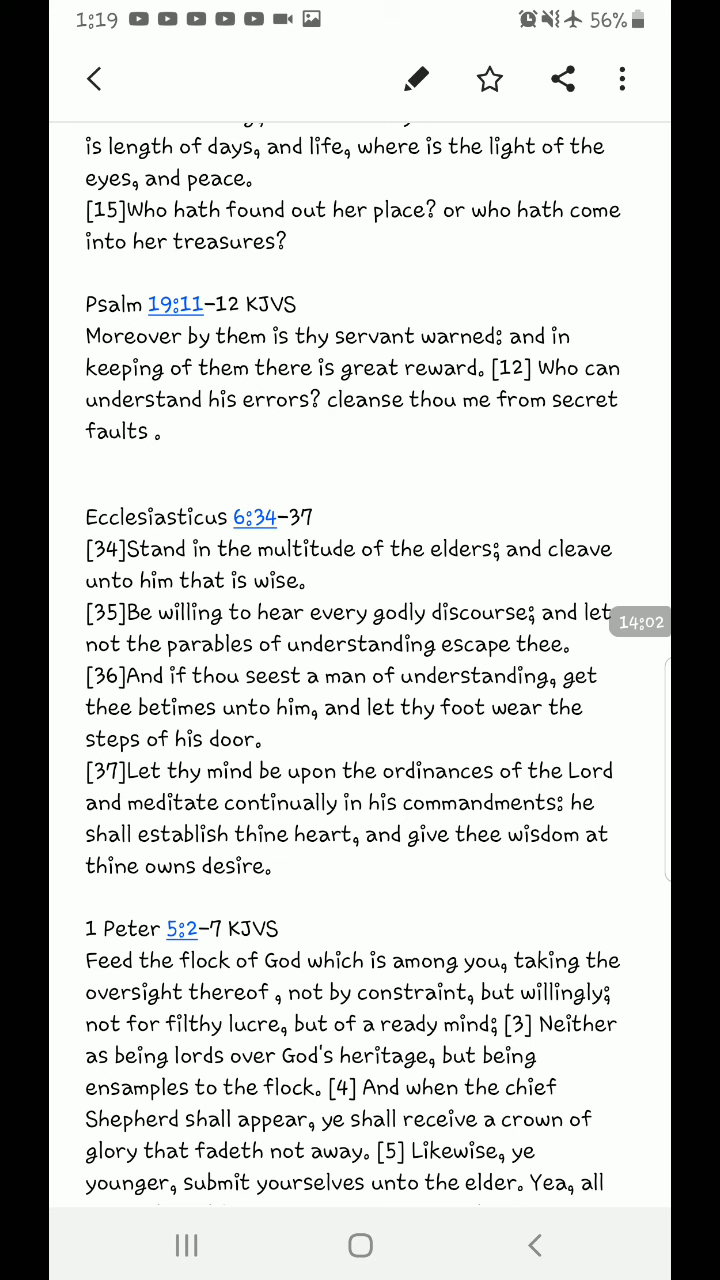 1:19
56%
is length of days, and life, where is the light of the
eyes, and peace.
[15]Who hath found out her place? or who hath come
into her treasures?
Psalm 19:11-12 KJVS
Moreover by them is thy servant warned: and in
keeping of them there is great reward. [12] Who can
understand his errors? cleanse thou me from secret
faults .
Ecclesiasticus 6:34-37
[34]Stand in the multitude of the elders; and cleave
unto him that is wise.
[35]Be willing to hear every godly discourse; and let
14:02
not the parables of understanding escape thee.
[36]And if thou seest a man of understanding, get
thee betimes unto him, and let thy foot wear the
steps of his door.
[37]Let thy mind be upon the ordinances of the Lord
and meditate continually in his commandments: he
shall establish thine heart, and give thee wisdom at
thine owns desire.
1 Peter 5:2-7 KJVS
Feed the flock of God which is among you, taking the
oversight thereof , not by constraint, but willingly;
not for filthy lucre, but of a ready mind; [3] Neither
as being lords over God's heritage, but being
ensamples to the flock. [4] And when the chief
Shepherd shall appear, ye shall receive a crown of
glory that fadeth not away. [5] Likewise, ye
younger, submit yourselves unto the elder. Yea, all